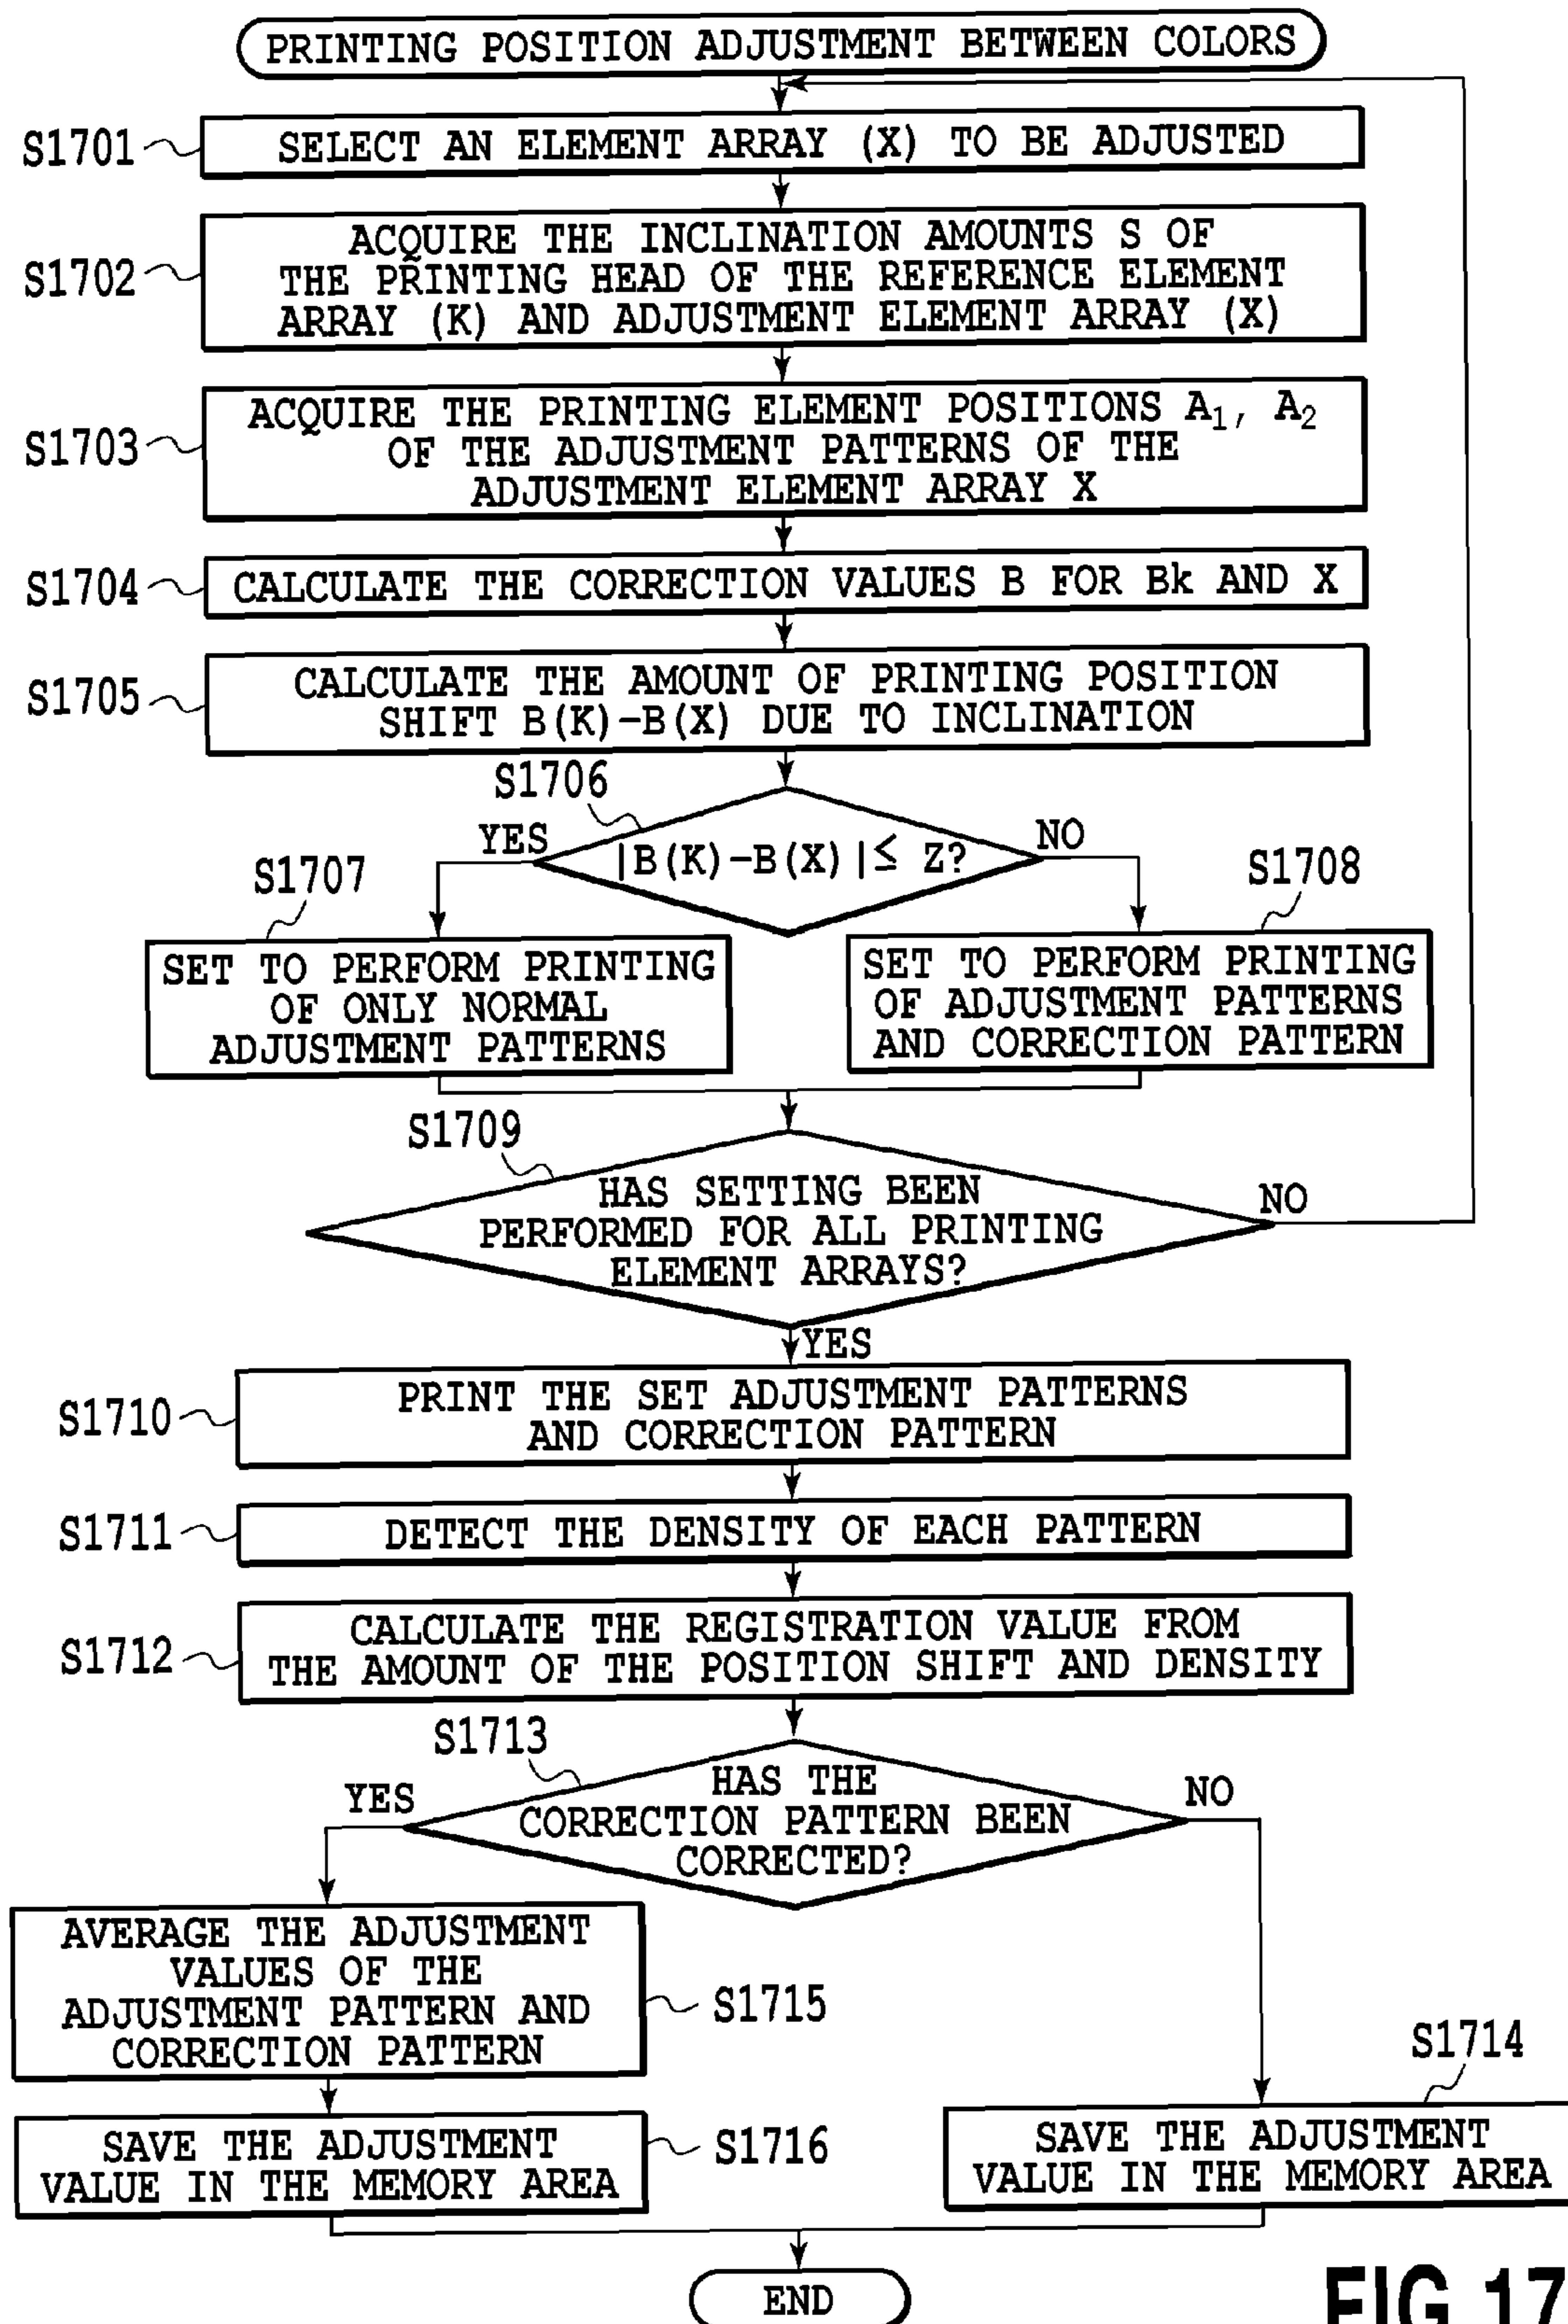 PRINTING POSITION ADJUSTMENT BETWEEN COLORS
S1701
SELECT AN ELEMENT ARRAY (X) TO BE ADJUSTED
S1702
ACQUIRE THE INCLINATION AMOUNTS S OF
THE PRINTING HEAD OF THE REFERENCE ELEMENT
ARRAY (K) AND ADJUSTMENT ELEMENT ARRAY (X)
S1703
ACQUIRE THE PRINTING ELEMENT POSITIONS A1, A2
OF THE ADJUSTMENT PATTERNS OF THE
ADJUSTMENT ELEMENT ARRAY X
S1704
CALCULATE THE CORRECTION VALUES B FOR Bk AND X
S1705
CALCULATE THE AMOUNT OF PRINTING POSITION
SHIFT B(K)-B(X) DUE TO INCLINATION
S1706
YES
|B(K)-B(X)|≤ Z?
NO
S1707
SET TO PERFORM PRINTING
OF ONLY NORMAL
ADJUSTMENT PATTERNS
S1708
SET TO PERFORM PRINTING
OF ADJUSTMENT PATTERNS
AND CORRECTION PATTERN
S1709
HAS SETTING BEEN
PERFORMED FOR ALL PRINTING
ELEMENT ARRAYS?
NO
YES
S1710
PRINT THE SET ADJUSTMENT PATTERNS
AND CORRECTION PATTERN
S1711
DETECT THE DENSITY OF EACH PATTERN
S1712
CALCULATE THE REGISTRATION VALUE FROM
THE AMOUNT OF THE POSITION SHIFT AND DENSITY
S1713
YES
HAS THE
CORRECTION PATTERN BEEN
CORRECTED?
NO
AVERAGE THE ADJUSTMENT
VALUES OF THE
ADJUSTMENT PATTERN AND
CORRECTION PATTERN
S1715
S1714
SAVE THE ADJUSTMENT
VALUE IN THE MEMORY AREA
S1716
SAVE THE ADJUSTMENT
VALUE IN THE MEMORY AREA
END
FIG.17